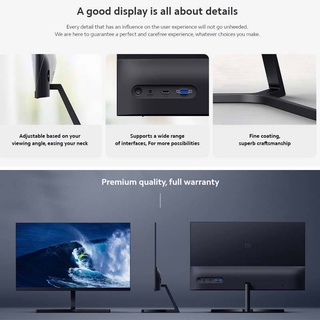 A good display is all about details
Every detail that has an influence on the user experience will not go unheeded.
We are here to guarantee a perfect and carefree experience, whatever choices you make.
Adjustable based on your
viewing angle, easing your neck
Supports a wide range
of interfaces, For more possibilities
Fine coating,
superb craftsmanship
Premium quality, full warranty